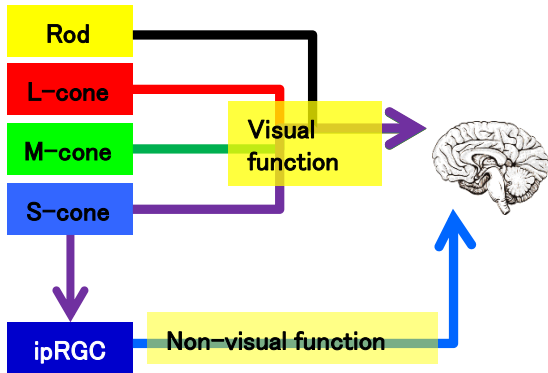 Rod
L-cone
M-cone
S-cone
ipRGC
Visual
function
Non-visual function